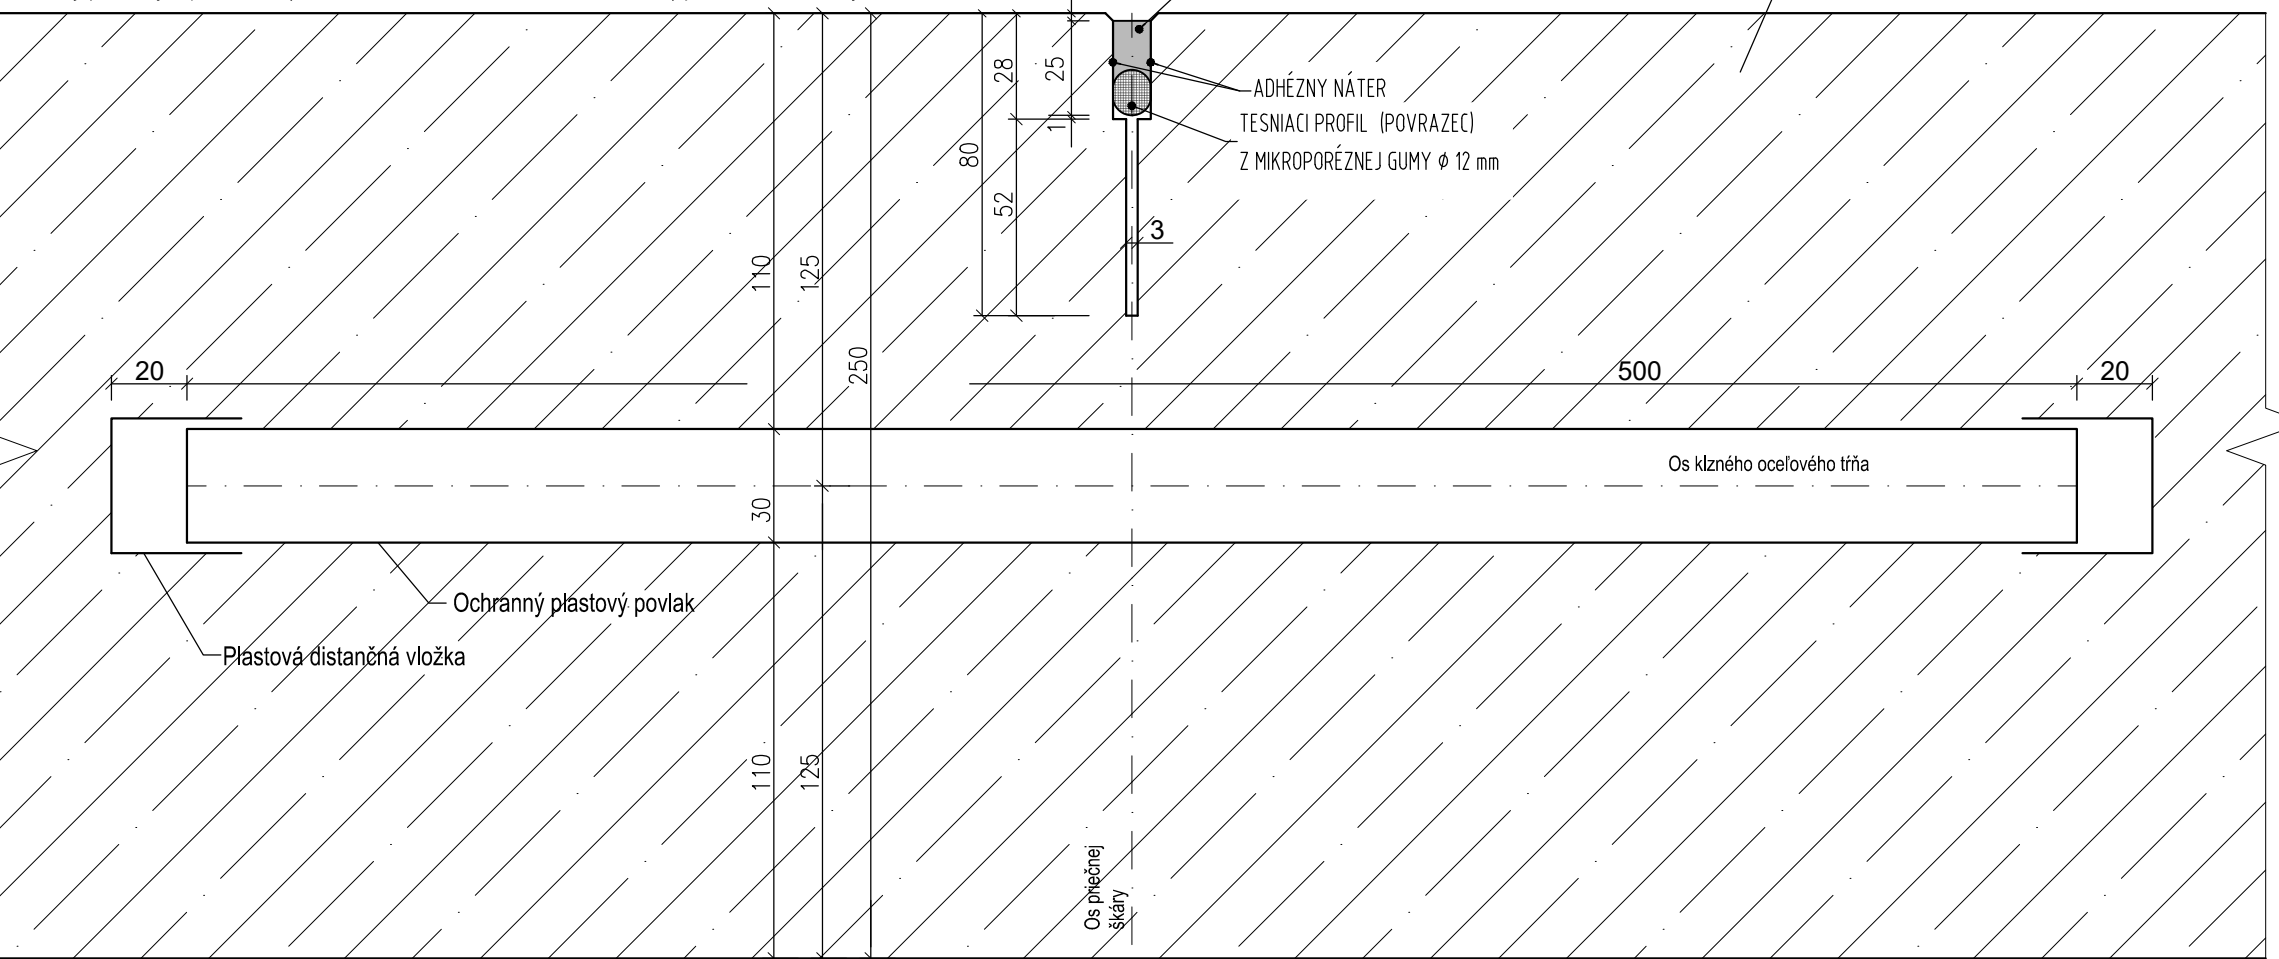 28
25
ADHÉZNY NÁTER
TESNIACI PROFIL (POVRAZEC)
1
Z MIKROPORÉZNEJ GUMY Ø 12 mm
80
52
3
110
125
250
20
500
20
Os klzného oceľového tŕňa
30
Ochranný plastový povlak
Plastová distančná vložka
110
125
Os priečnej
škáry